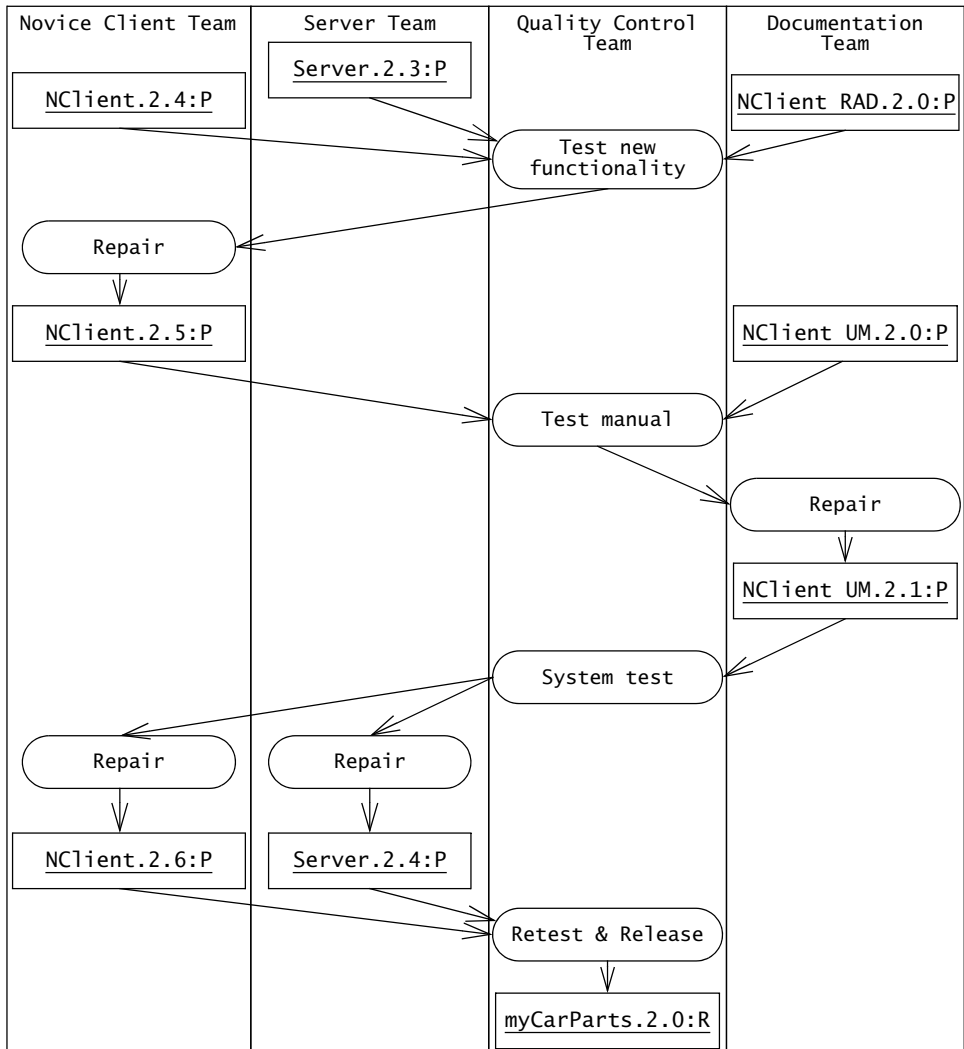 Novice Client Team
Server Team
Quality Control
Team
Documentation
Team
Server.2.3:P
NClient.2.4:P
NClient RAD.2.0:P
Test new
functionality
Repair
NClient.2.5:P
NClient UM.2.0:P
Test manual
Repair
NClient UM.2.1:P
System test
Repair
Repair
NClient.2.6:P
Server.2.4:P
Retest & Release
myCarParts.2.0:R